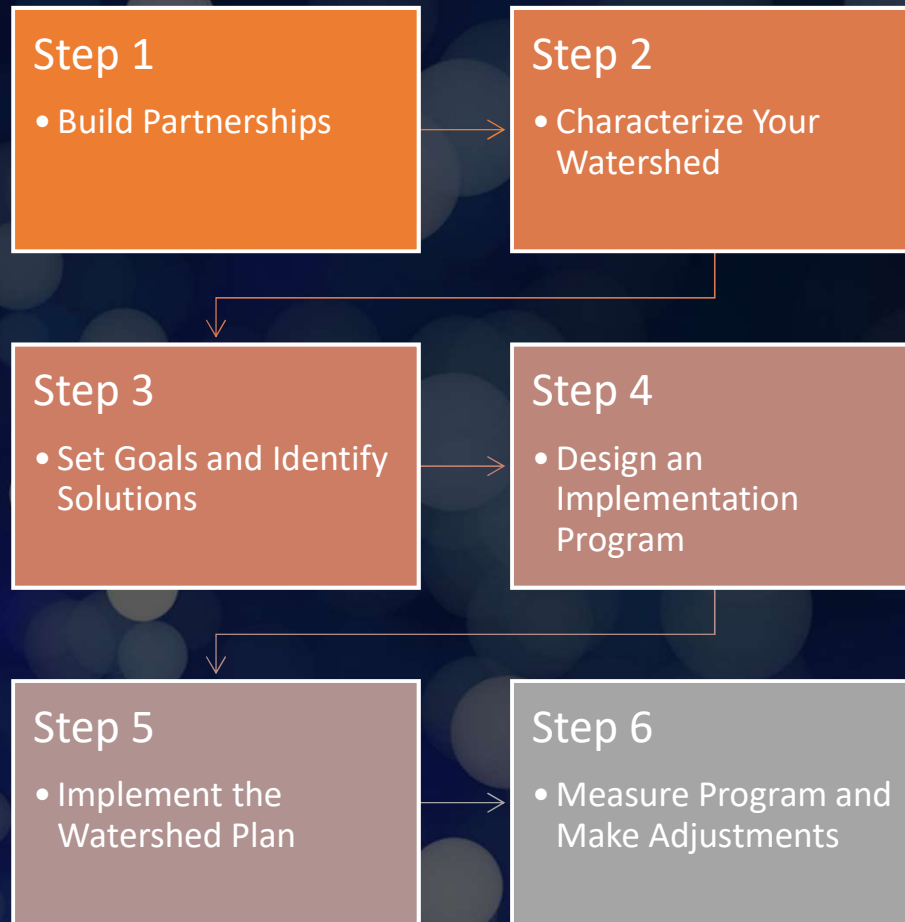 Step 1
• Build Partnerships
Step 2
• Characterize Your
Watershed
Step 3
• Set Goals and Identify
Solutions
Step 4
• Design an
Implementation
Program
Step 5
• Implement the
Watershed Plan
Step 6
• Measure Program and
Make Adjustments